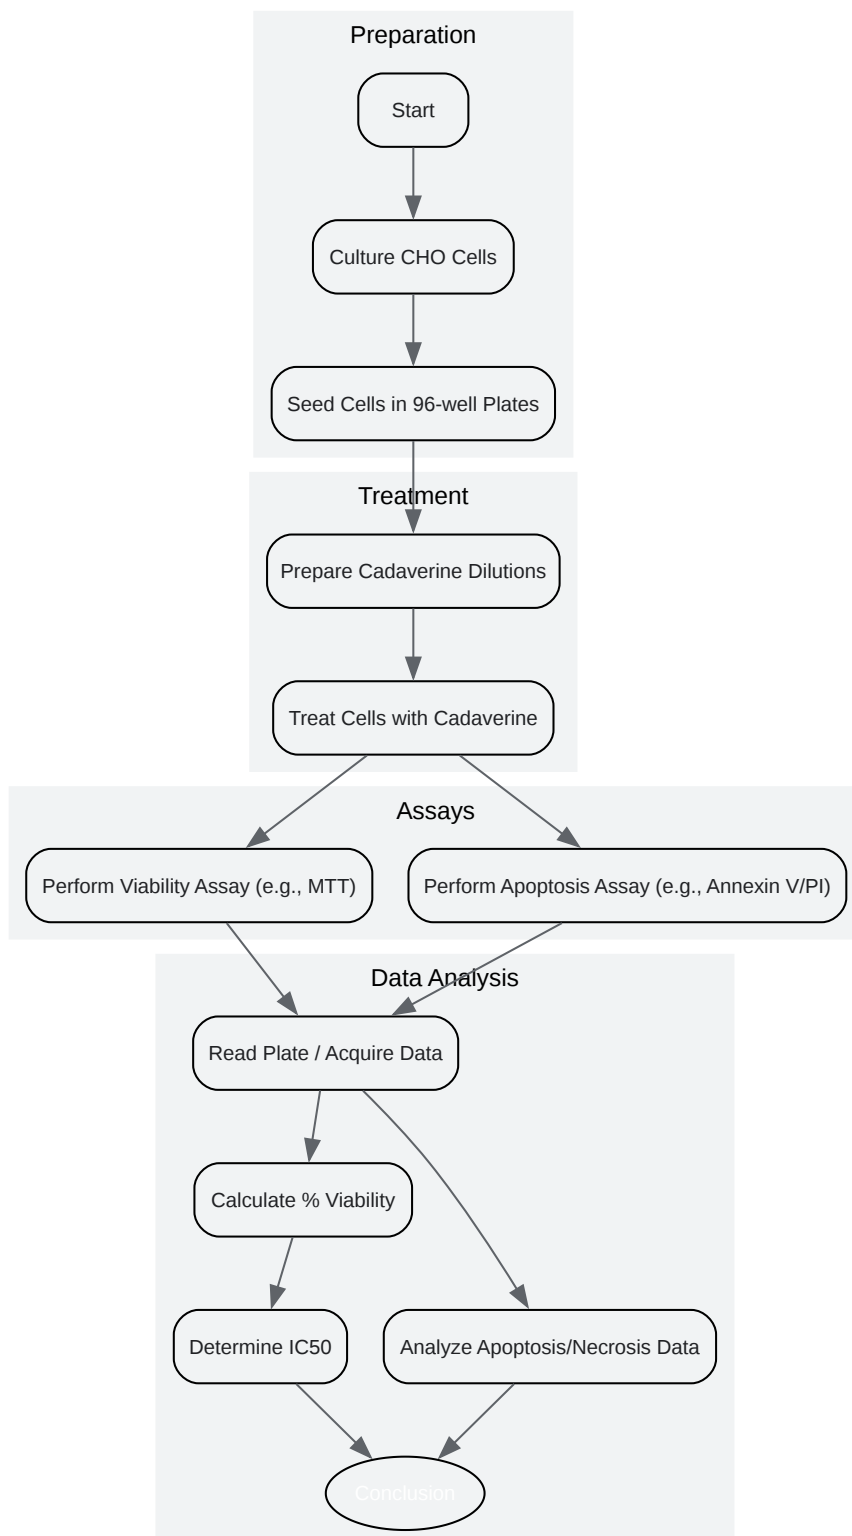 Preparation
Start
Culture CHO Cells
Seed Cells in 96-well Plates
Treatment
Prepare Cadaverine Dilutions
Treat Cells with Cadaverine
Assays
Perform Viability Assay (e.g., MTT)
Perform Apoptosis Assay (e.g., Annexin V/PI)
Data Analysis
Read Plate / Acquire Data
Calculate % Viability
Determine IC50
Analyze Apoptosis/Necrosis Data
Conclusion